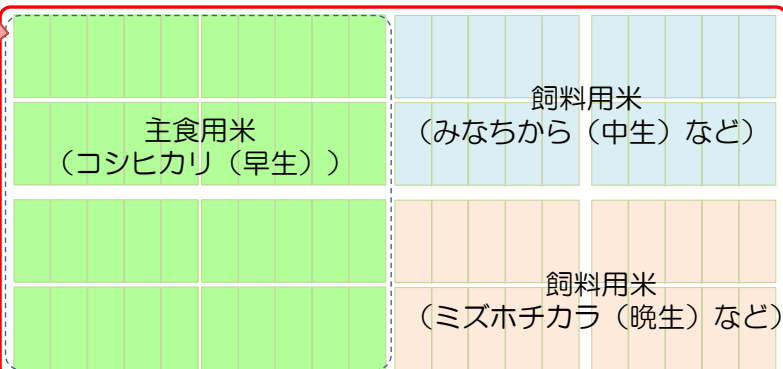 主食用米
（コシヒカリ（早生））
飼料用米
（みなちから（中生）など）
飼料用米
（ミズホチカラ（晩生）など）